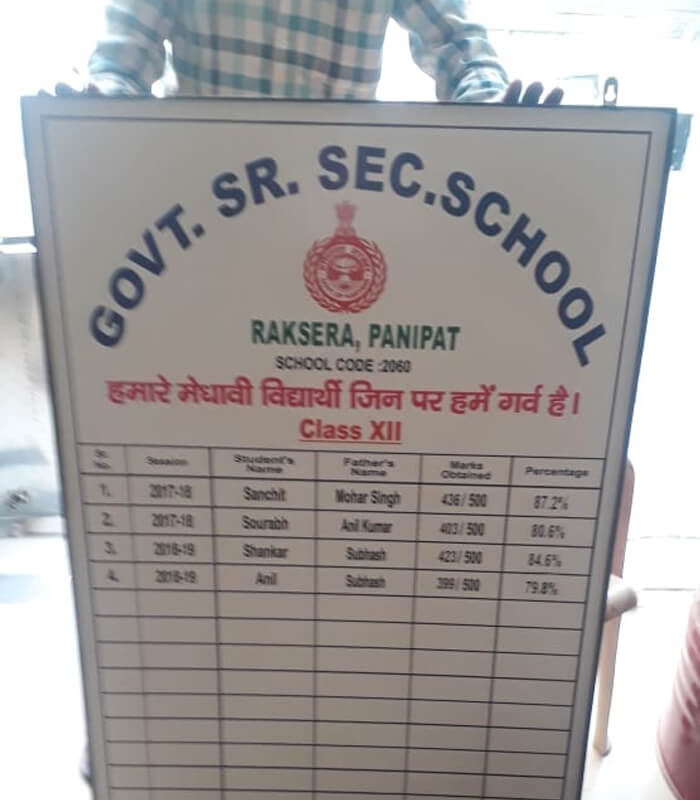 GOVT. SR. SEC.SCHOOL
RAKSERA, PANIPAT
SCHOOL CODE :2060
हमारे मेधावी विद्यार्थी जिन पर हमें गर्व है।
Class XII
Sr. No. Session Student's Name Father's Name Marks Obtained Percentage
1. 2017-18 Sanchit Mohar Singh 436/ 500 87.2%
2. 2017-18 Sourabh Anil Kumar 403/ 500 80.6%
3. 2018-19 Shankar Subhash 423/ 500 84.6%
4. 2018-19 Anil Subhash 399/ 500 79.8%